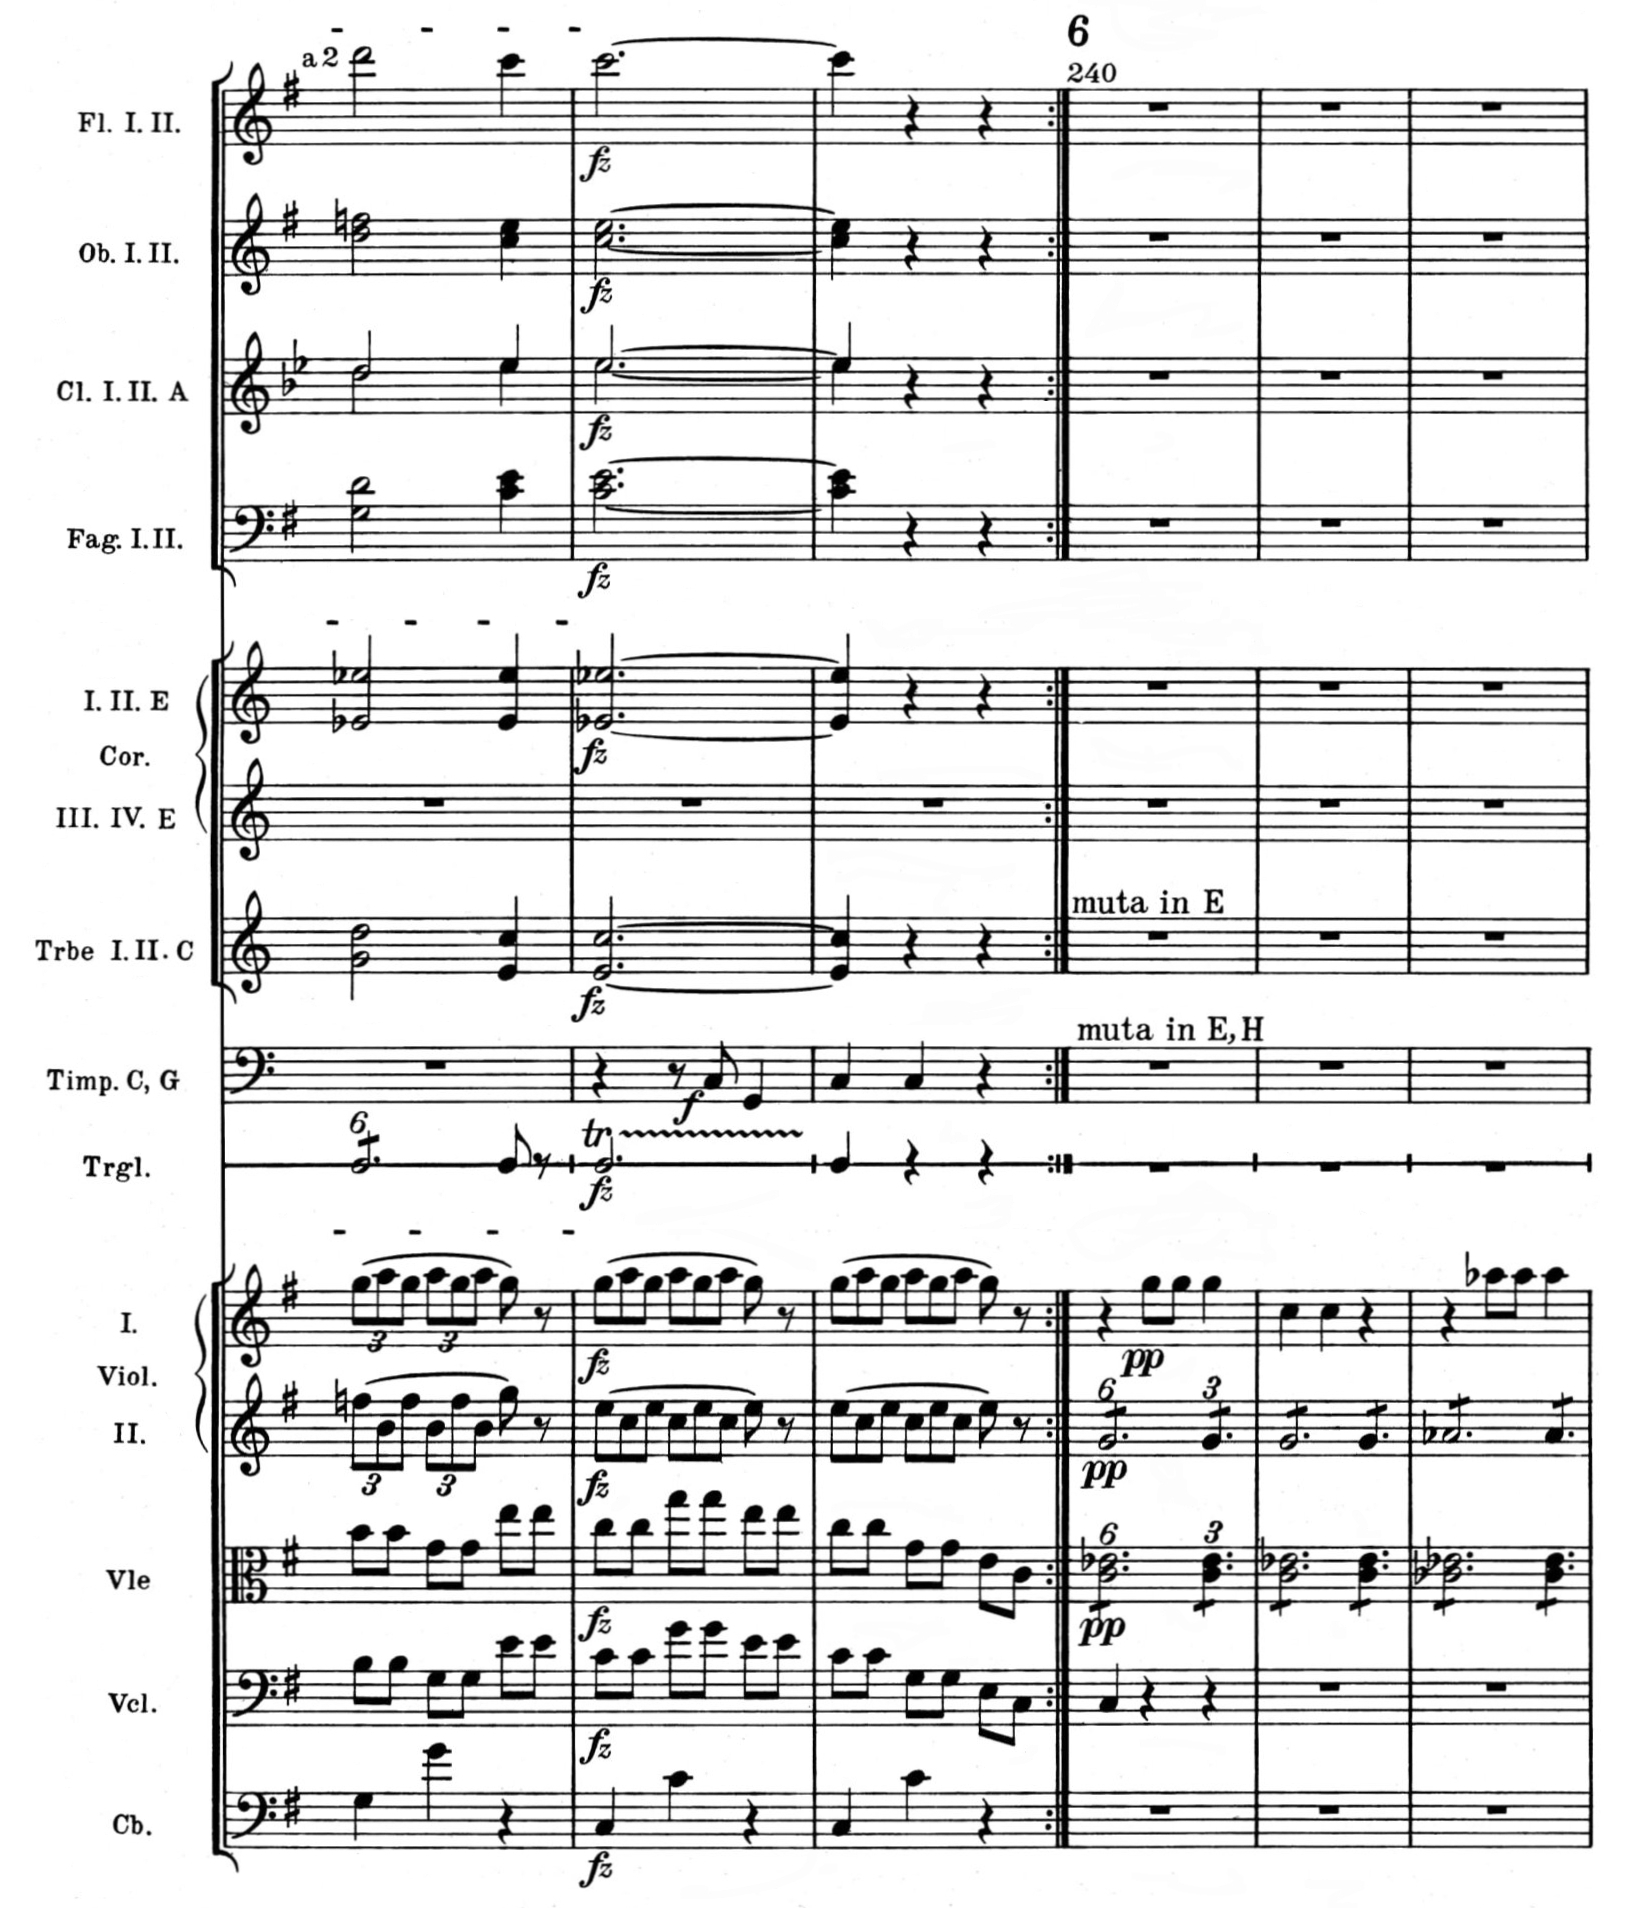 6
a 2
240
Fl. I. II.
fz
Ob. I. II.
fz
Cl. I. II. A
fz
Fag. I. II.
fz
I. II. E
Cor.
fz
III. IV. E
muta in E
Trbe I. II. C
fz
muta in E, H
Timp. C, G
f
6
tr
Trgl.
fz
I.
3 3
fz pp
Viol.
6 3
II.
3 3
fz pp
6 3
Vle
fz pp
Vcl.
fz
Cb.
fz